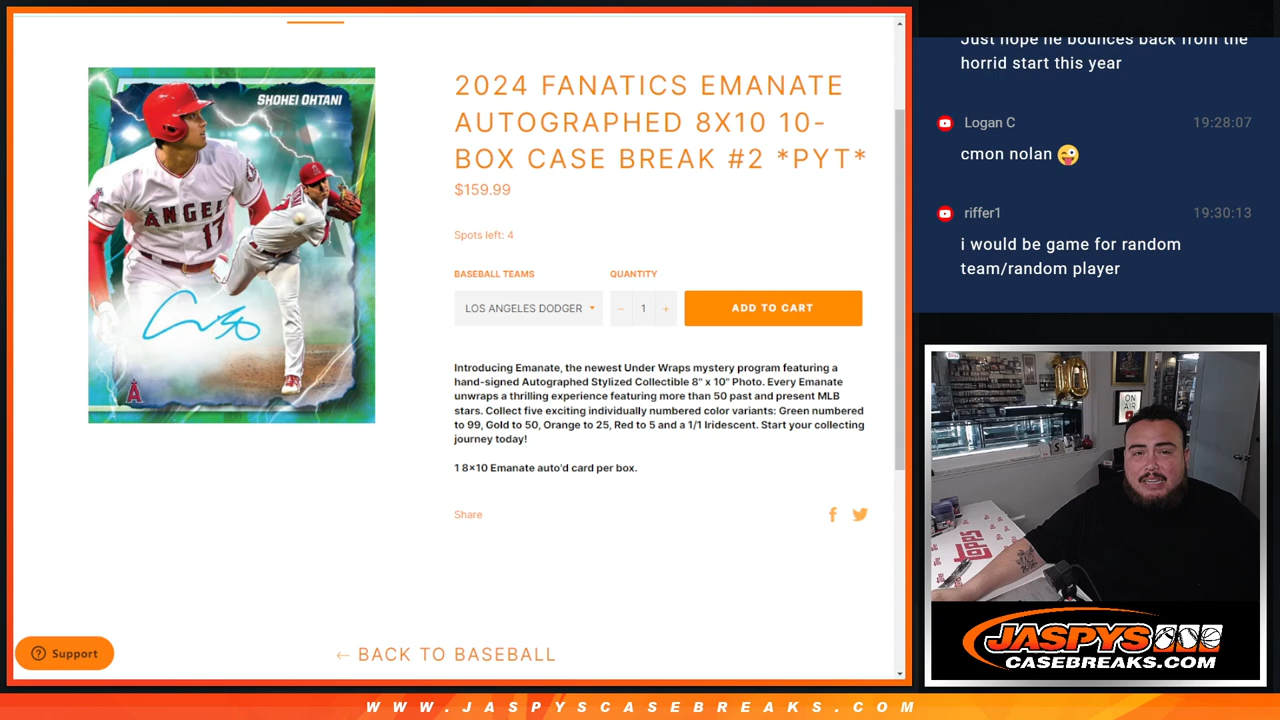 2024 FANATICS EMANATE
AUTOGRAPHED 8X10 10-
BOX CASE BREAK #2 *PYT*
$159.99
Spots left: 4
BASEBALL TEAMS
QUANTITY
LOS ANGELES DODGER
−
1
+
ADD TO CART
Introducing Emanate, the newest Under Wraps mystery program featuring a
hand-signed Autographed Stylized Collectible 8" x 10" Photo. Every Emanate
unwraps a thrilling experience featuring more than 50 past and present MLB
stars. Collect five exciting individually numbered color variants: Green numbered
to 99, Gold to 50, Orange to 25, Red to 5 and a 1/1 Iridescent. Start your collecting
journey today!
1 8x10 Emanate auto'd card per box.
Share
← BACK TO BASEBALL
? Support
SHOHEI OHTANI
ANGEL
17
Just hope he bounces back from the
horrid start this year
Logan C
19:28:07
cmon nolan 😜
riffer1
19:30:13
i would be game for random
team/random player
10
ON
AIR
topps
JASPYS
CASEBREAKS.COM
WWW.JASPYSCASEBREAKS.COM